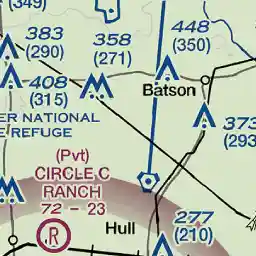 (349)
383
(290)
358
(271)
448
(350)
408
(315)
Batson
373
(293
ER NATIONAL
E REFUGE
(Pvt)
CIRCLE C
RANCH
72 - 23
R
Hull
277
(210)